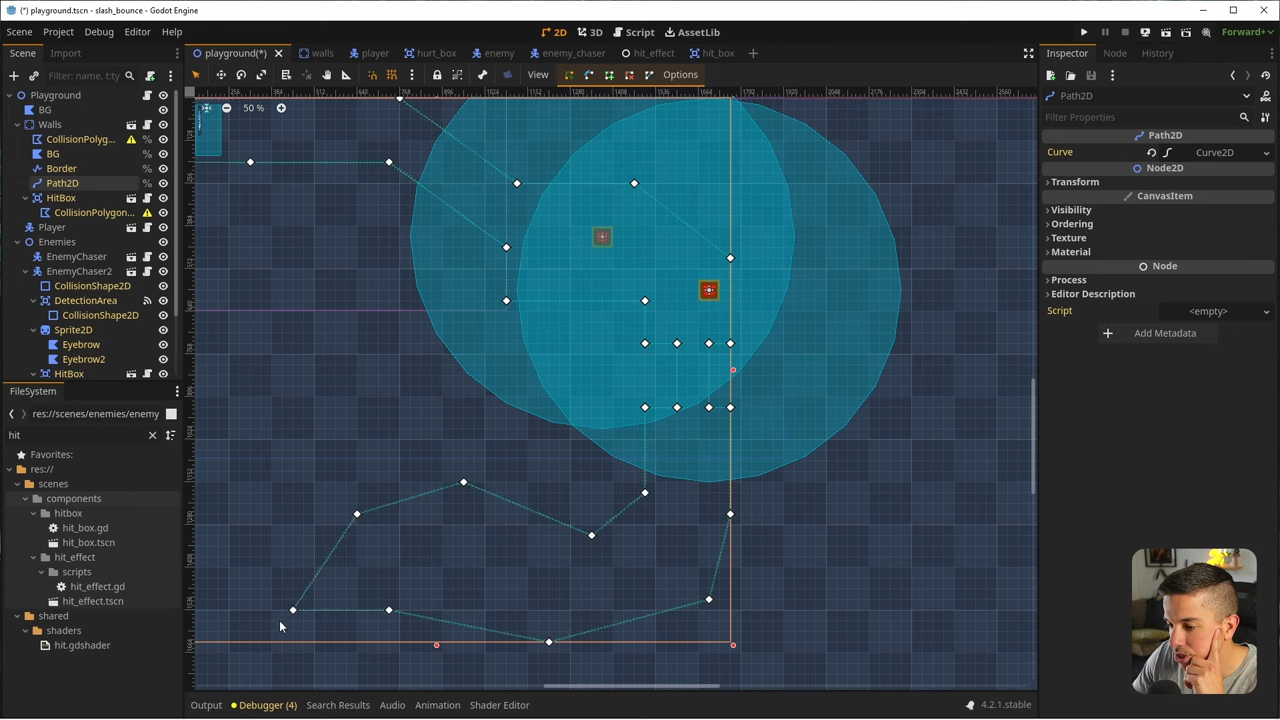 (*) playground.tscn - slash_bounce - Godot Engine
Scene Project Debug Editor Help
2D 3D Script AssetLib
Forward+
Scene Import
playground(*) walls player hurt_box enemy enemy_chaser hit_effect hit_box
Inspector Node History
Filter: name, t:ty
View Options
Playground
BG
Walls
CollisionPolyg...
BG
Border
Path2D
HitBox
CollisionPolygon...
Player
Enemies
EnemyChaser
EnemyChaser2
CollisionShape2D
DetectionArea
CollisionShape2D
Sprite2D
Eyebrow
Eyebrow2
HitBox
50 %
Path2D
Filter Properties
Path2D
Curve Curve2D
Node2D
Transform
CanvasItem
Visibility
Ordering
Texture
Material
Node
Process
Editor Description
Script <empty>
Add Metadata
FileSystem
res://scenes/enemies/enemy
hit
Favorites:
res://
scenes
components
hitbox
hit_box.gd
hit_box.tscn
hit_effect
scripts
hit_effect.gd
hit_effect.tscn
shared
shaders
hit.gdshader
Output Debugger (4) Search Results Audio Animation Shader Editor
4.2.1.stable